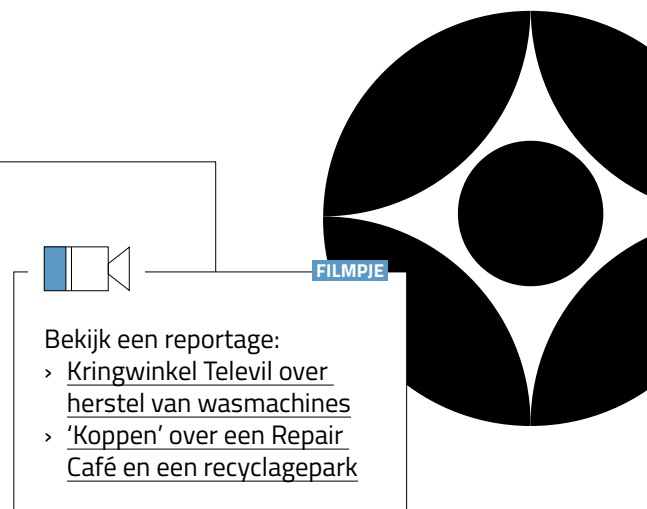 FILMPJE
Bekijk een reportage:
› Kringwinkel Televil over
herstel van wasmachines
› ‘Koppen’ over een Repair
Café en een recyclagepark